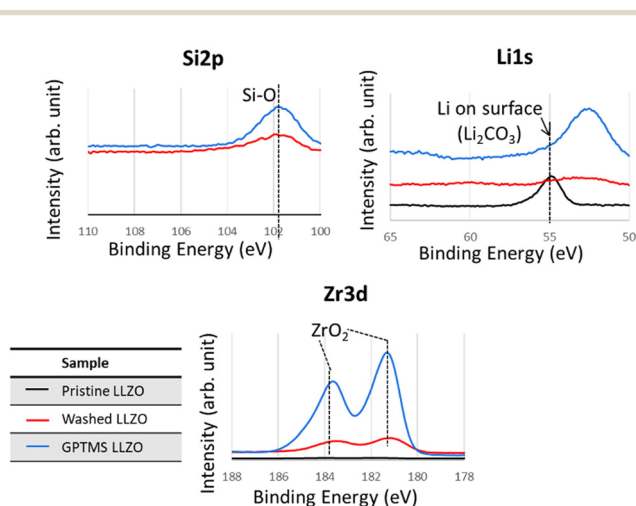 Si2p
Si-O
Intensity (arb. unit)
110 108 106 104 102 100
Binding Energy (eV)
Li1s
Li on surface
(Li₂CO₃)
Intensity (arb. unit)
65 60 55 50
Binding Energy (eV)
Zr3d
ZrO₂
Intensity (arb. unit)
188 186 184 182 180 178
Binding Energy (eV)
Sample
Pristine LLZO
Washed LLZO
GPTMS LLZO